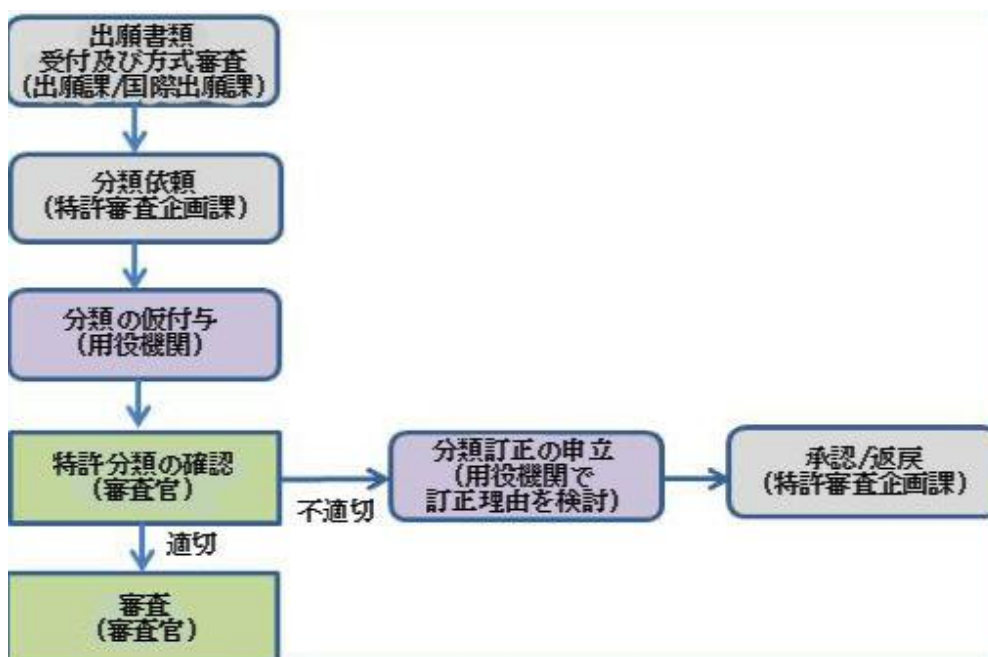 出願書類
受付及び方式審査
(出願課/国際出願課)
分類依頼
(特許審査企画課)
分類の仮付与
(用役機関)
特許分類の確認
(審査官)
不適切
分類訂正の申立
(用役機関で
訂正理由を検討)
承認/返戻
(特許審査企画課)
適切
審査
(審査官)